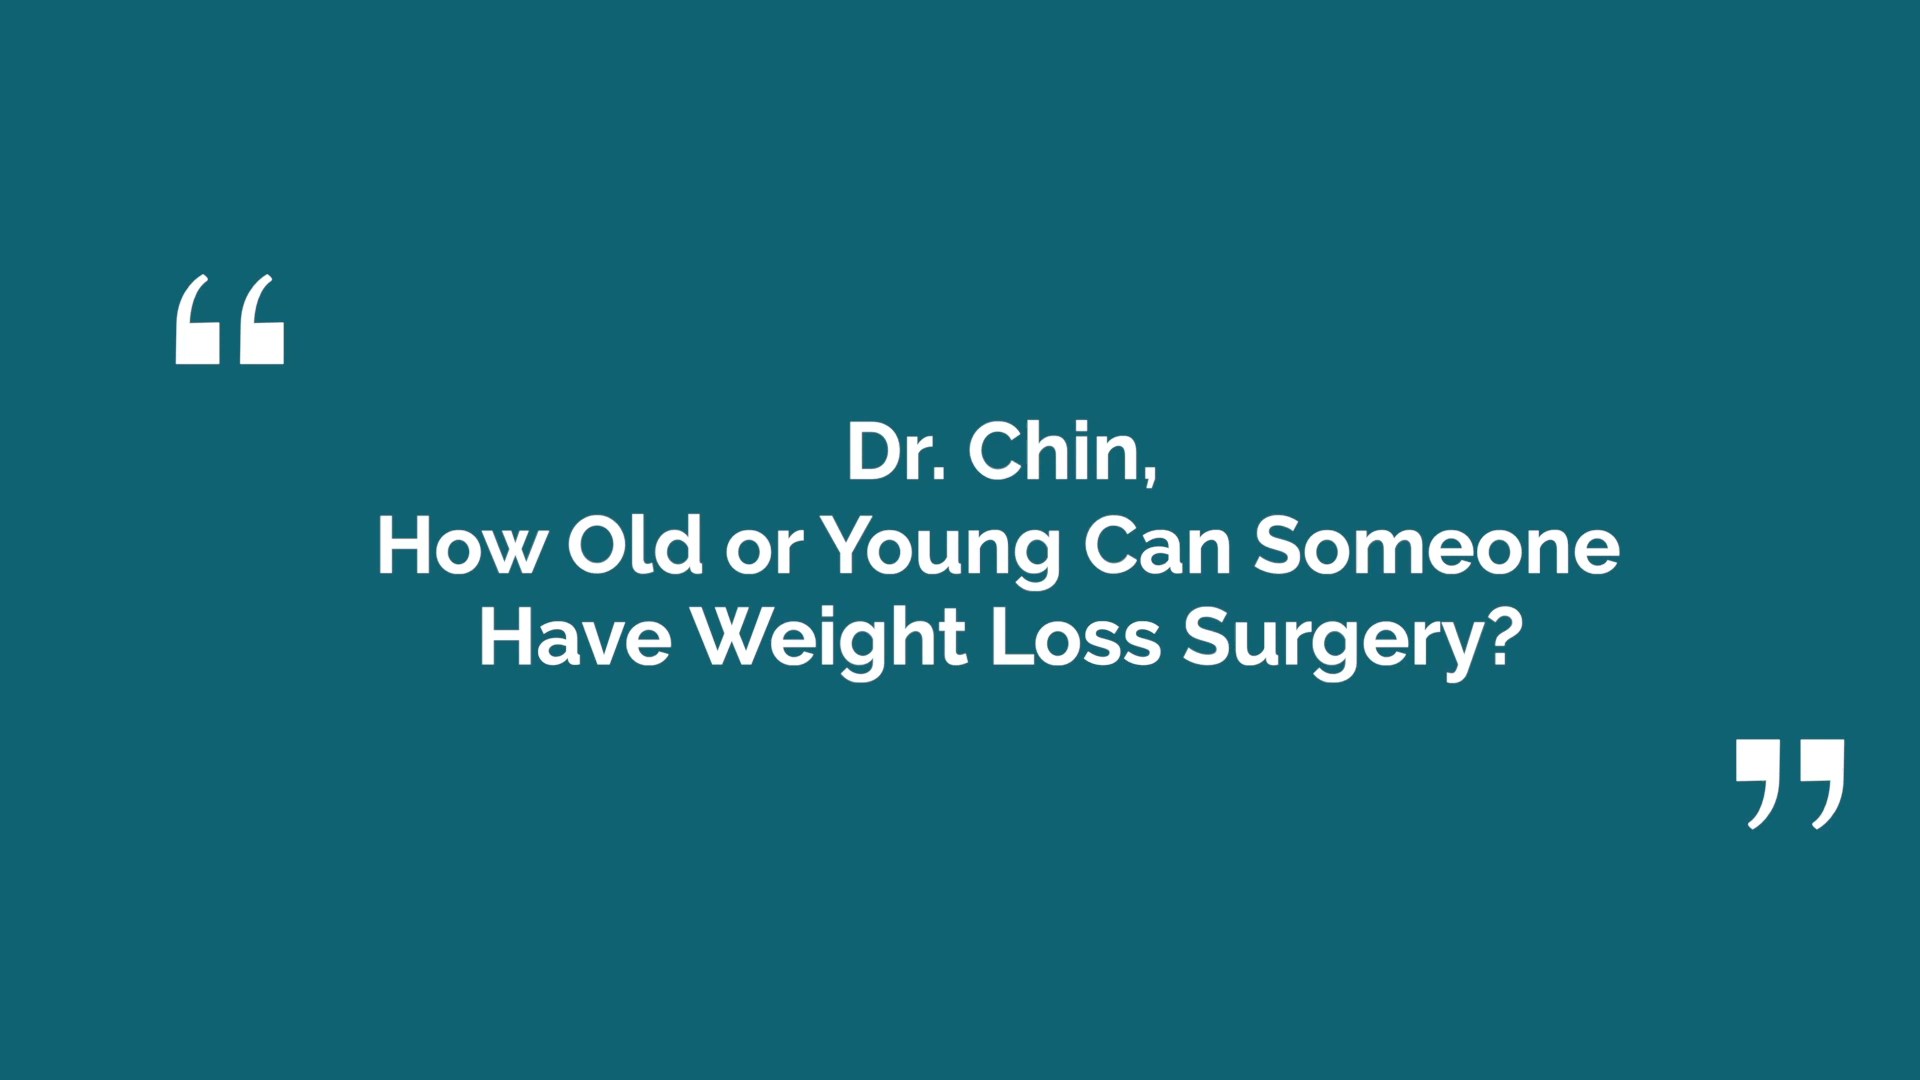 “
Dr. Chin,
How Old or Young Can Someone
Have Weight Loss Surgery?
”